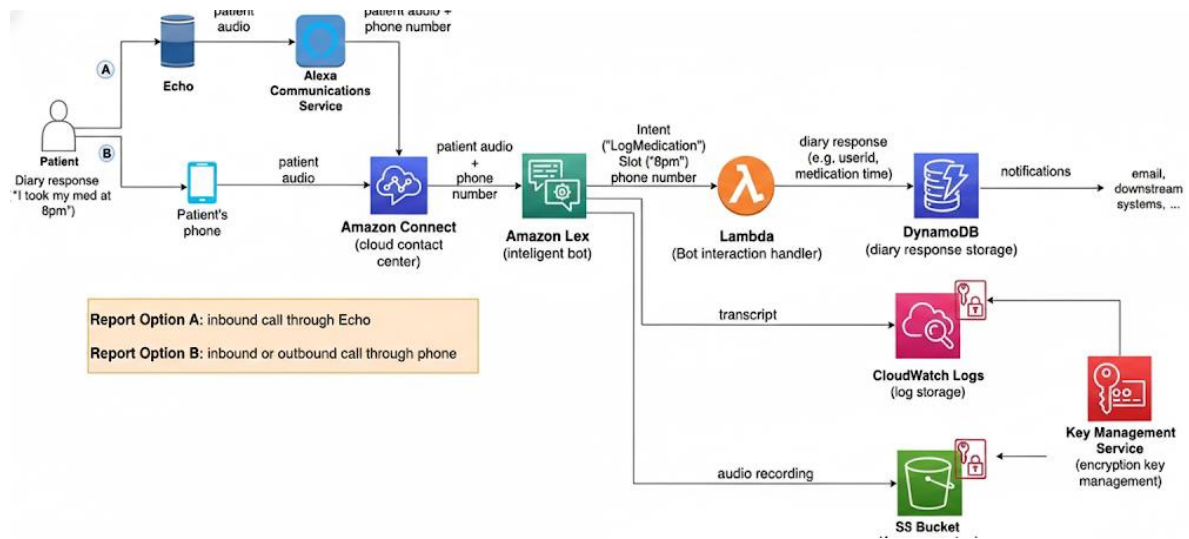 patient
audio
patient audio +
phone number
A
Echo
Alexa
Communications
Service
B
Patient
Diary response
"I took my med at
8pm")
patient
audio
Patient's
phone
Amazon Connect
(cloud contact
center)
patient audio
+
phone
number
Amazon Lex
(inteligent bot)
Intent
("LogMedication")
Slot ("8pm")
phone number
Lambda
(Bot interaction handler)
diary response
(e.g, userid,
medication time)
DynamoDB
(diary response storage)
notifications
email,
downstream
systems, ...
Report Option A: inbound call through Echo
Report Option B: inbound or outbound call through phone
transcript
CloudWatch Logs
(log storage)
Key Management
Service
(encryption key
management)
audio recording
SS Bucket